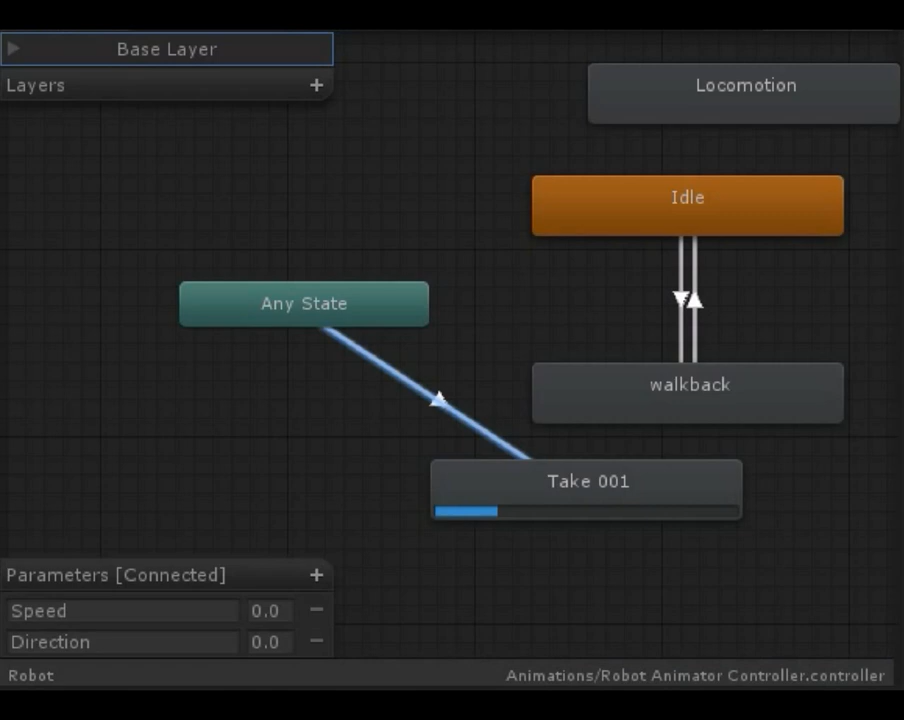 Base Layer
Layers +
Locomotion
Idle
Any State
walkback
Take 001
Parameters [Connected] +
Speed 0.0 −
Direction 0.0 −
Robot
Animations/Robot Animator Controller.controller